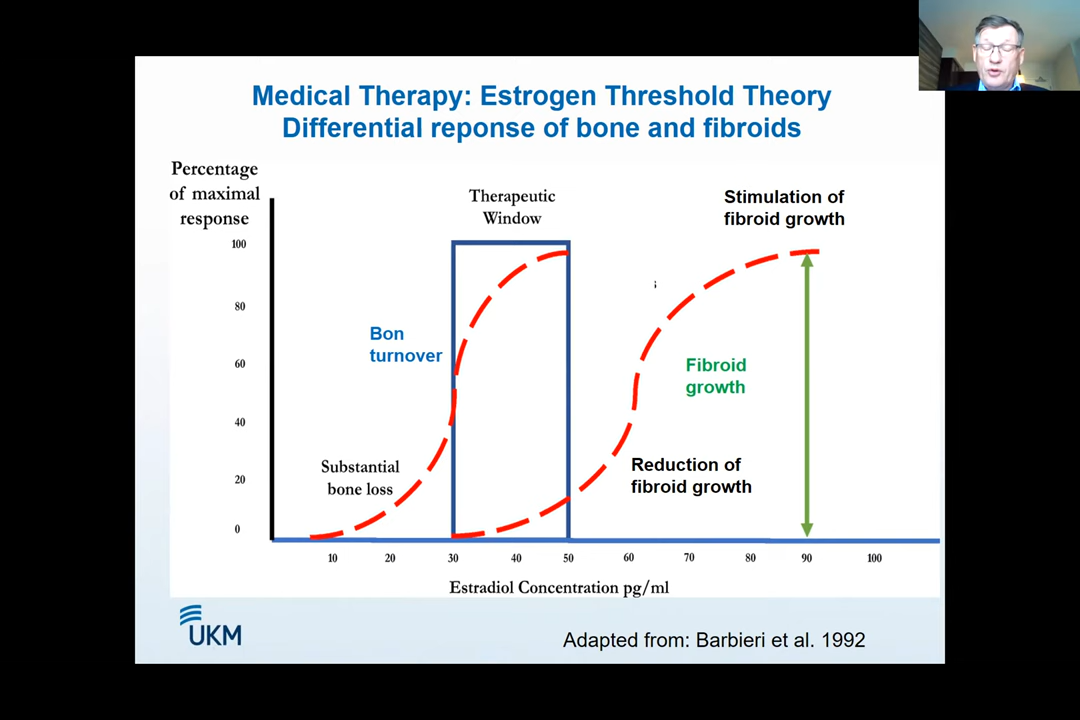 Medical Therapy: Estrogen Threshold Theory
Differential reponse of bone and fibroids
Percentage
of maximal
response
Therapeutic
Window
Stimulation of
fibroid growth
100
80
60
40
20
0
Bon
turnover
Fibroid
growth
Substantial
bone loss
Reduction of
fibroid growth
10 20 30 40 50 60 70 80 90 100
Estradiol Concentration pg/ml
UKM
Adapted from: Barbieri et al. 1992